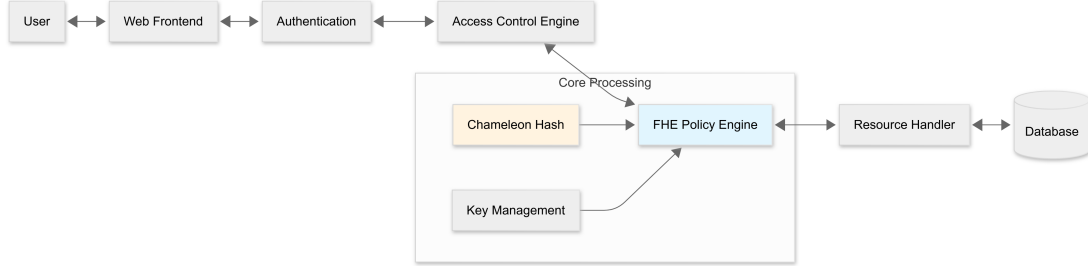 User
Web Frontend
Authentication
Access Control Engine
Core Processing
Chameleon Hash
FHE Policy Engine
Resource Handler
Database
Key Management